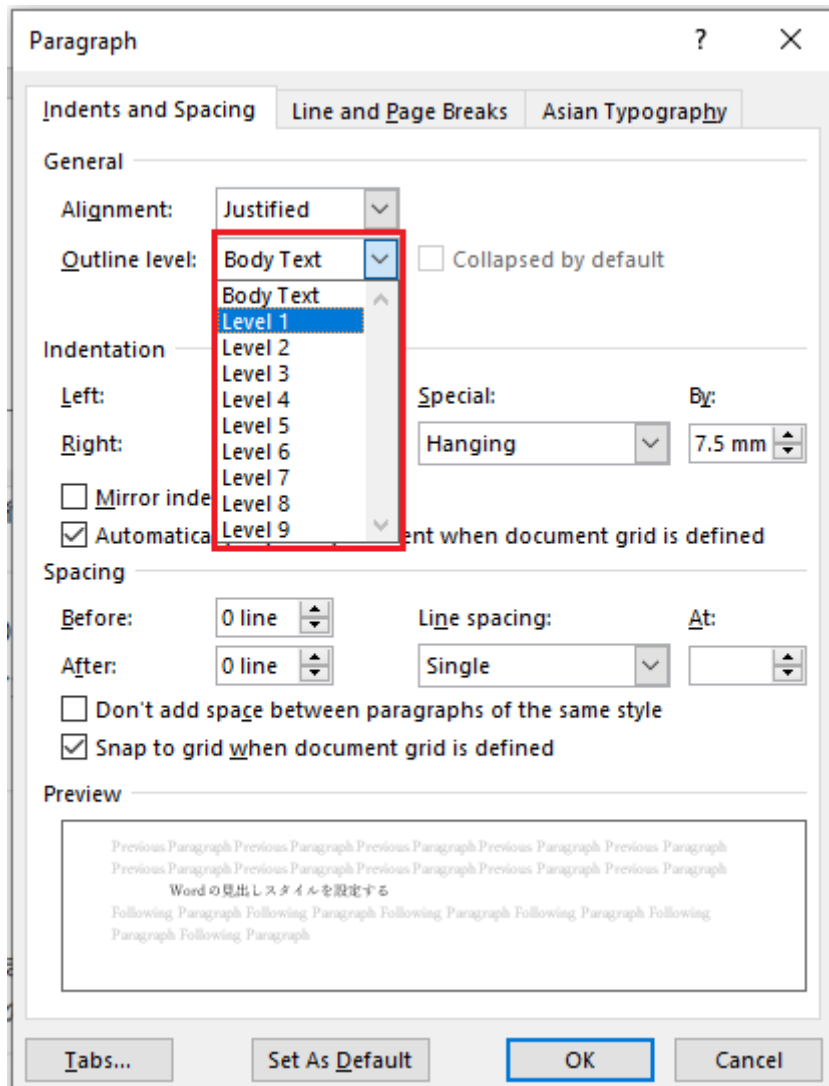 Paragraph ?
Indents and Spacing Line and Page Breaks Asian Typography
General
Alignment: Justified
Outline level: Body Text Collapsed by default
Body Text
Level 1
Level 2
Level 3
Level 4
Level 5
Level 6
Level 7
Level 8
Level 9
Indentation
Left: Special: By:
Right: Hanging 7.5 mm
Mirror inde
Automatica ent when document grid is defined
Spacing
Before: 0 line Line spacing: At:
After: 0 line Single
Don't add space between paragraphs of the same style
Snap to grid when document grid is defined
Preview
Previous Paragraph Previous Paragraph Previous Paragraph Previous Paragraph Previous Paragraph
Previous Paragraph Previous Paragraph Previous Paragraph Previous Paragraph Previous Paragraph
Wordの見出しスタイルを設定する
Following Paragraph Following Paragraph Following Paragraph Following Paragraph Following
Paragraph Following Paragraph
Tabs... Set As Default OK Cancel